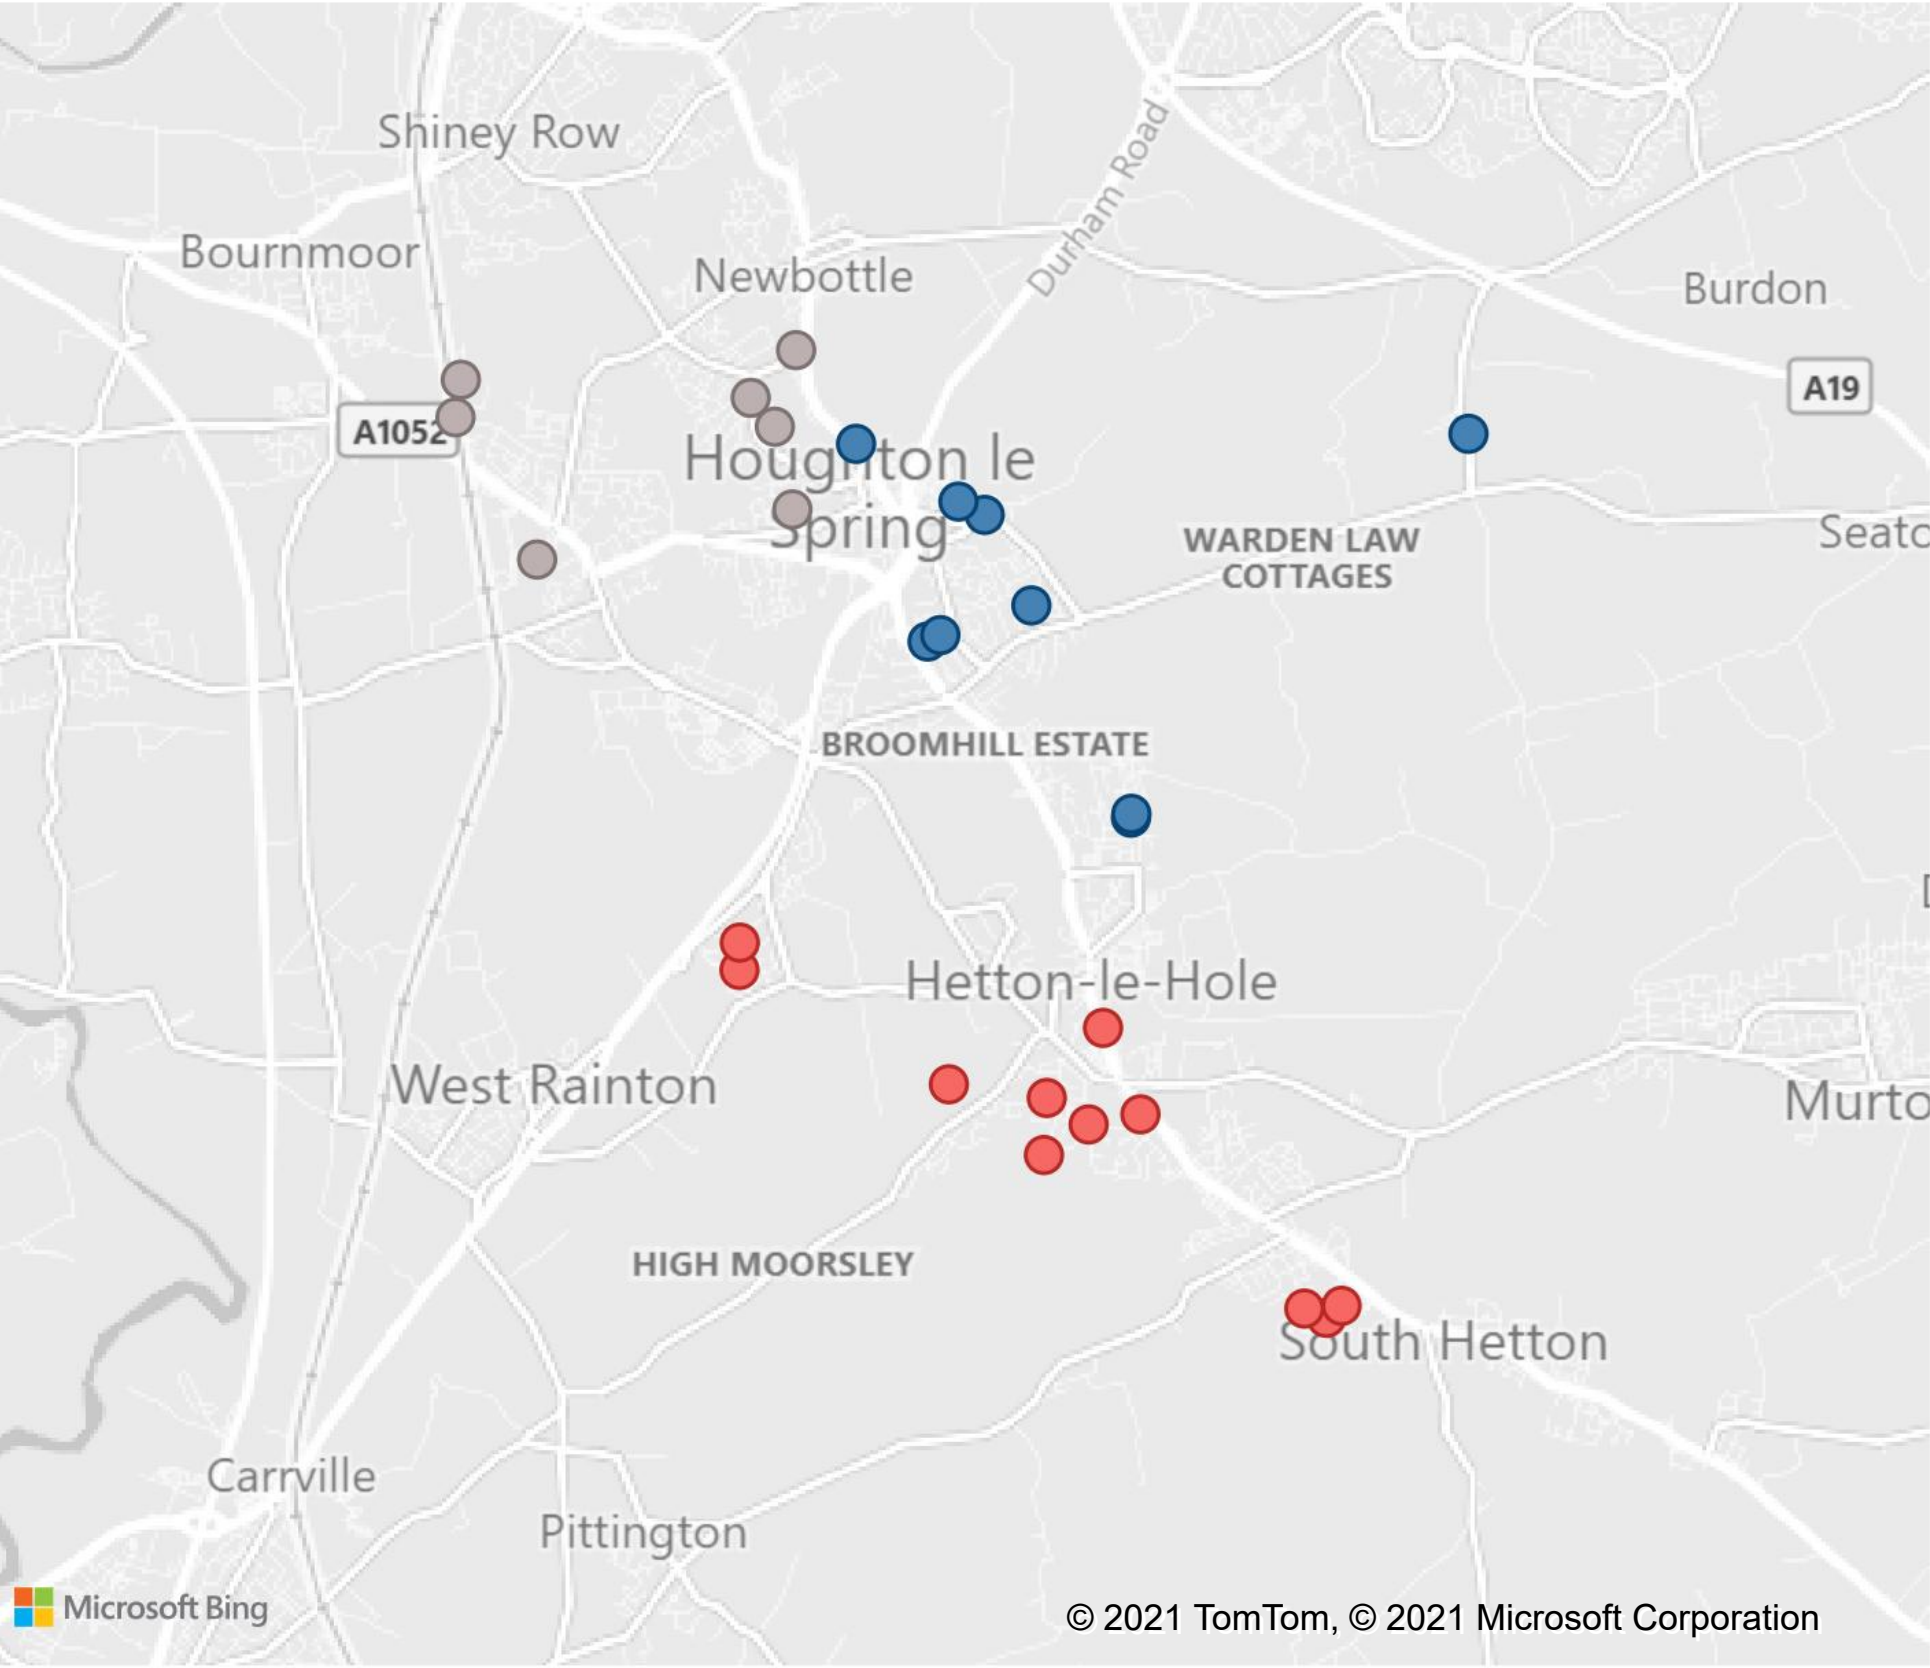 Shiney Row
Durham Road
Bournmoor
Newbottle
Burdon
A19
A1052
Houghton le
Spring
WARDEN LAW
COTTAGES
Seato
BROOMHILL ESTATE
Hetton-le-Hole
West Rainton
Murto
HIGH MOORSLEY
South Hetton
Carrville
Pittington
Microsoft Bing
© 2021 TomTom, © 2021 Microsoft Corporation